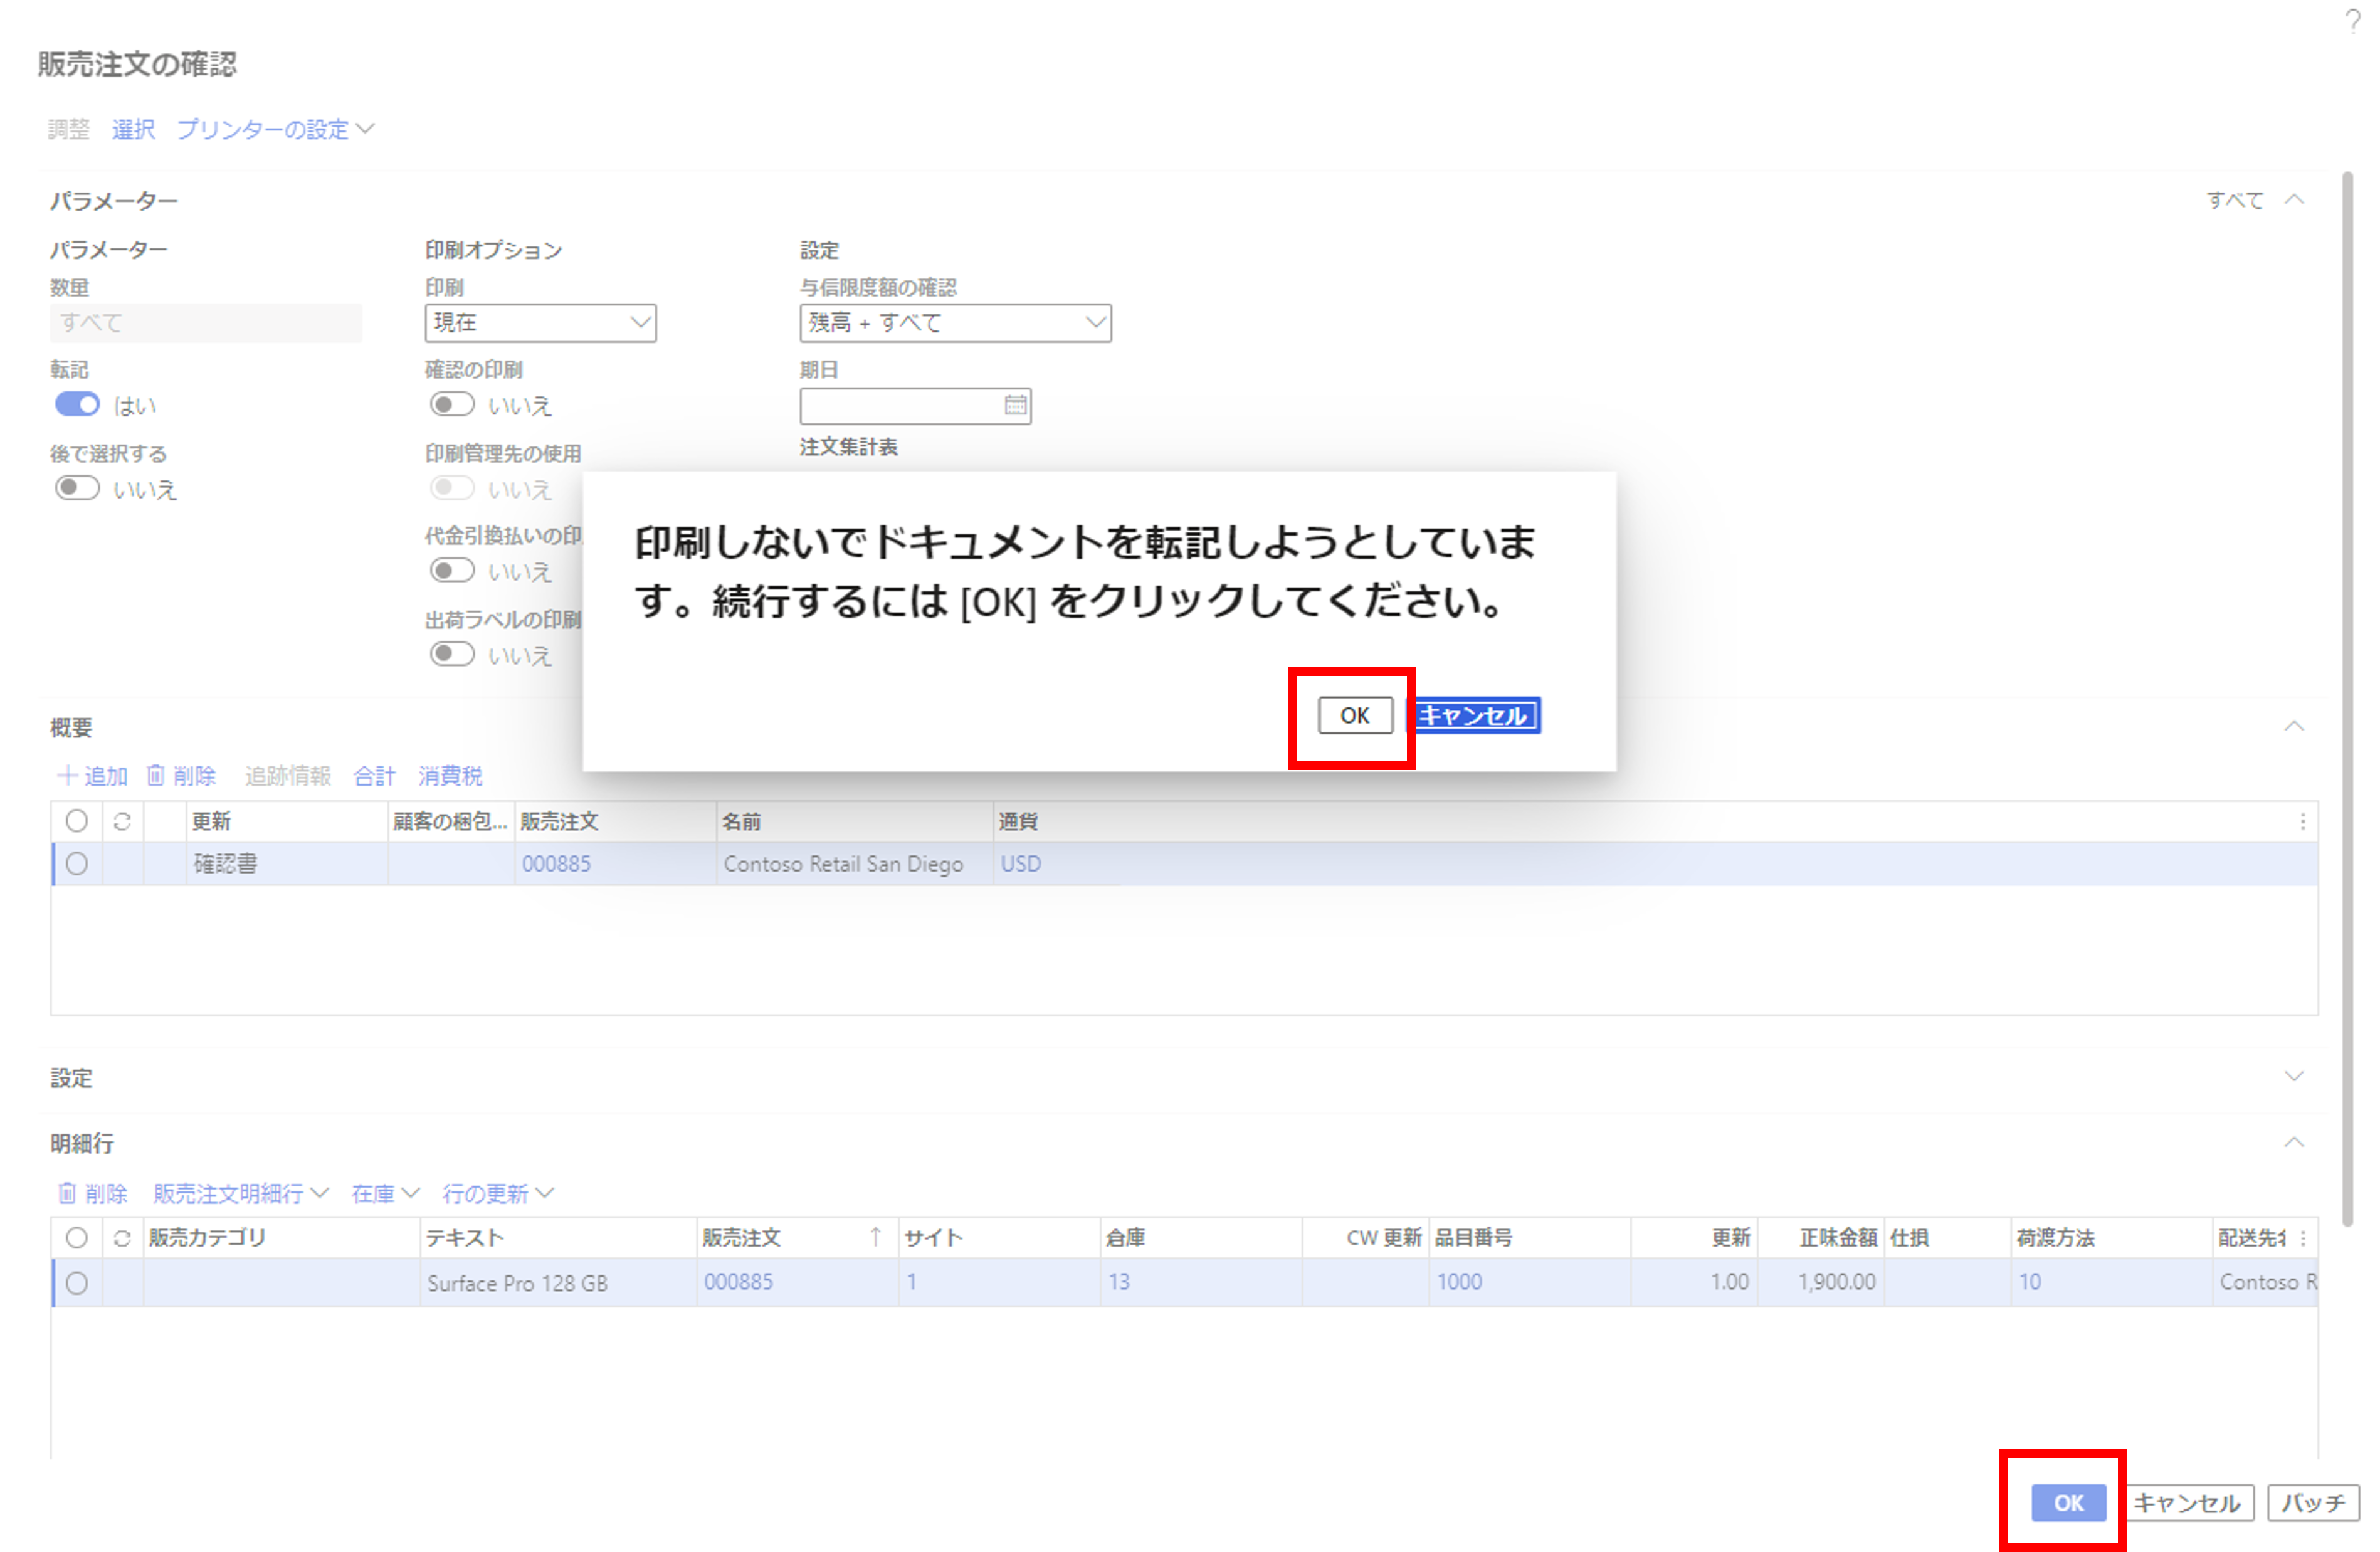 ?
販売注文の確認
調整 選択 プリンターの設定
パラメーター すべて
パラメーター 印刷オプション 設定
数量 印刷 与信限度額の確認
すべて 現在 残高 + すべて
転記 確認の印刷 期日
はい いいえ
注文集計表
後で選択する 印刷管理先の使用
いいえ いいえ
代金引換払いの印
いいえ
出荷ラベルの印刷
いいえ
印刷しないでドキュメントを転記しようとしていま
す。続行するには [OK] をクリックしてください。
OK キャンセル
概要
追加 削除 追跡情報 合計 消費税
更新 顧客の梱包... 販売注文 名前 通貨
確認書 000885 Contoso Retail San Diego USD
設定
明細行
削除 販売注文明細行 在庫 行の更新
販売カテゴリ テキスト 販売注文 ↑ サイト 倉庫 CW 更新 品目番号 更新 正味金額 仕損 荷渡方法 配送先
Surface Pro 128 GB 000885 1 13 1000 1.00 1,900.00 10 Contoso R
OK キャンセル バッチ